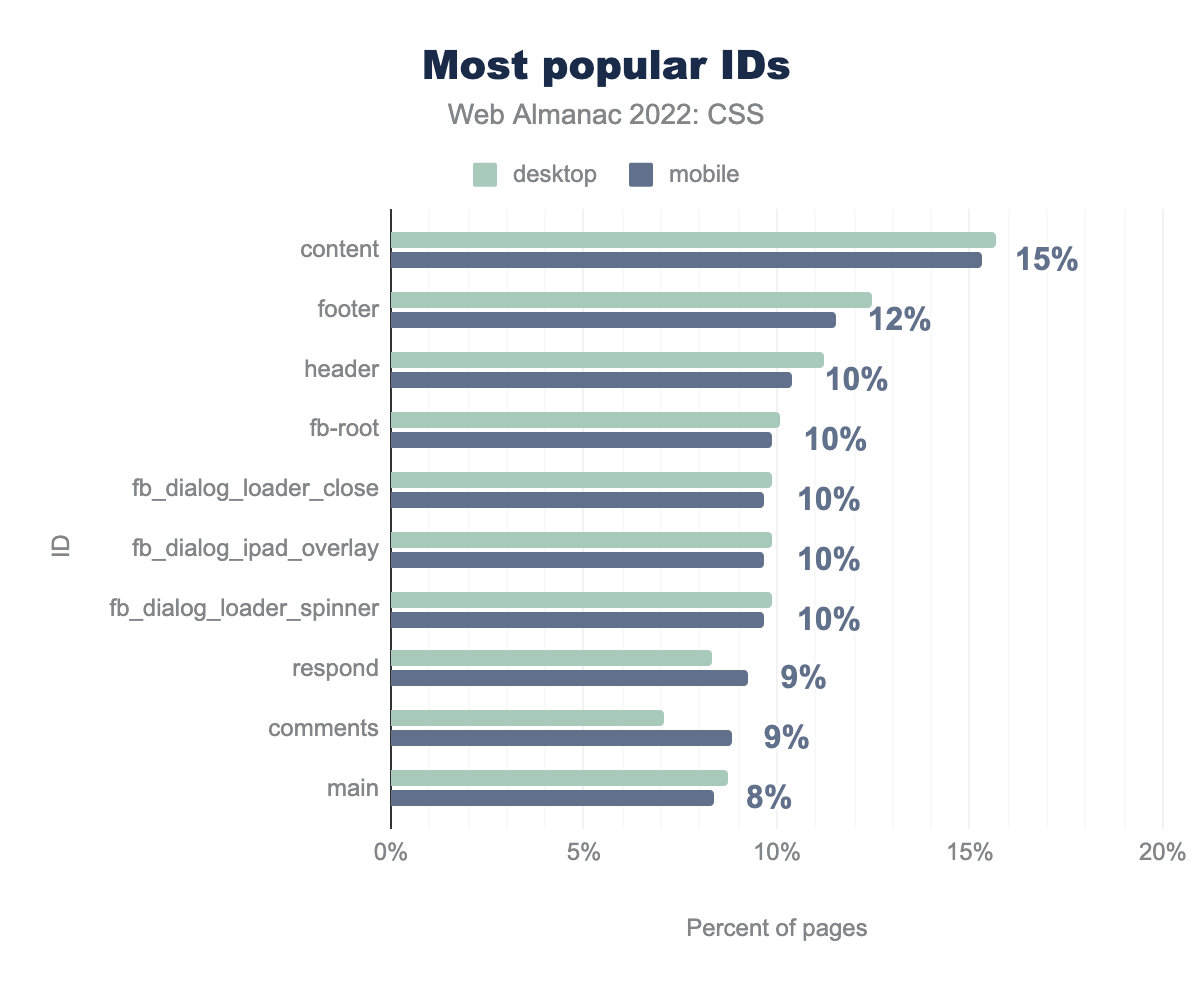 Most popular IDs
Web Almanac 2022: CSS
desktop mobile
content 15%
footer 12%
header 10%
fb-root 10%
fb_dialog_loader_close 10%
fb_dialog_ipad_overlay 10%
fb_dialog_loader_spinner 10%
respond 9%
comments 9%
main 8%
ID
0% 5% 10% 15% 20%
Percent of pages